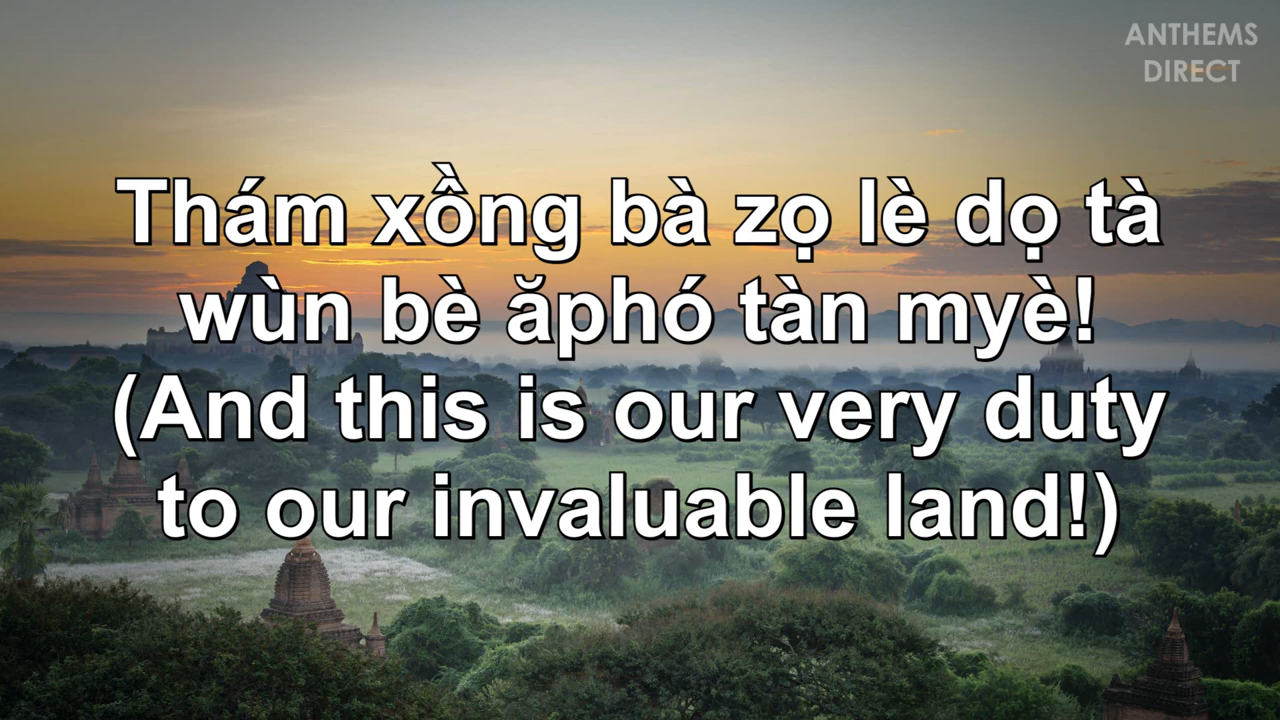 ANTHEMS
DIRECT
Thám xồng bà zọ lè dọ tà
wùn bè ăphó tàn myè!
(And this is our very duty
to our invaluable land!)